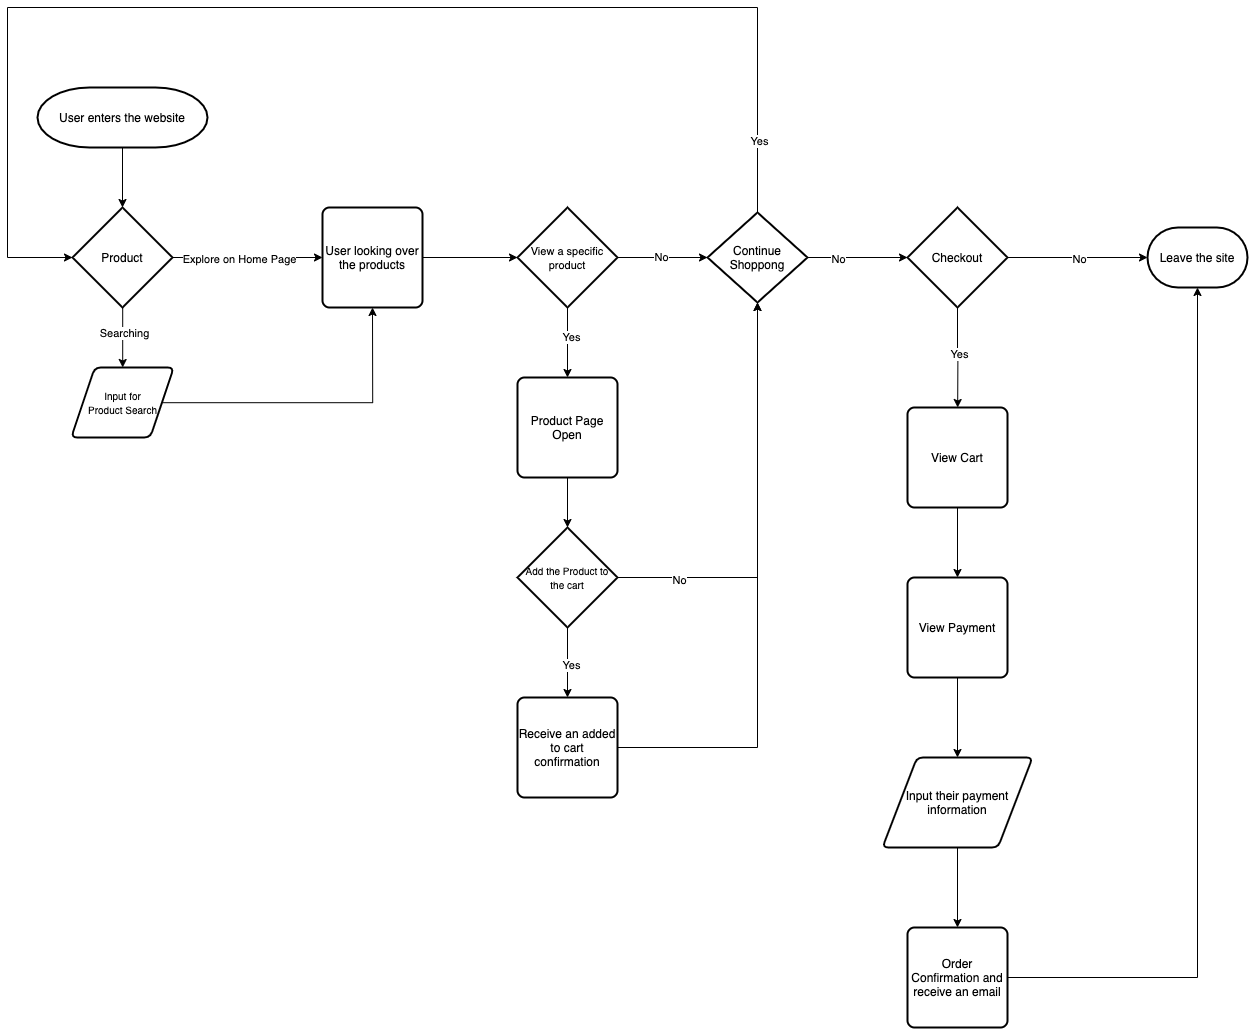 Yes
User enters the website
Product
Explore on Home Page
User looking over
the products
View a specific
product
No
Continue
Shoppong
No
Checkout
No
Leave the site
Searching
Yes
Yes
Input for
Product Search
Product Page
Open
View Cart
Add the Product to
the cart
No
View Payment
Yes
Receive an added
to cart
confirmation
Input their payment
information
Order
Confirmation and
receive an email